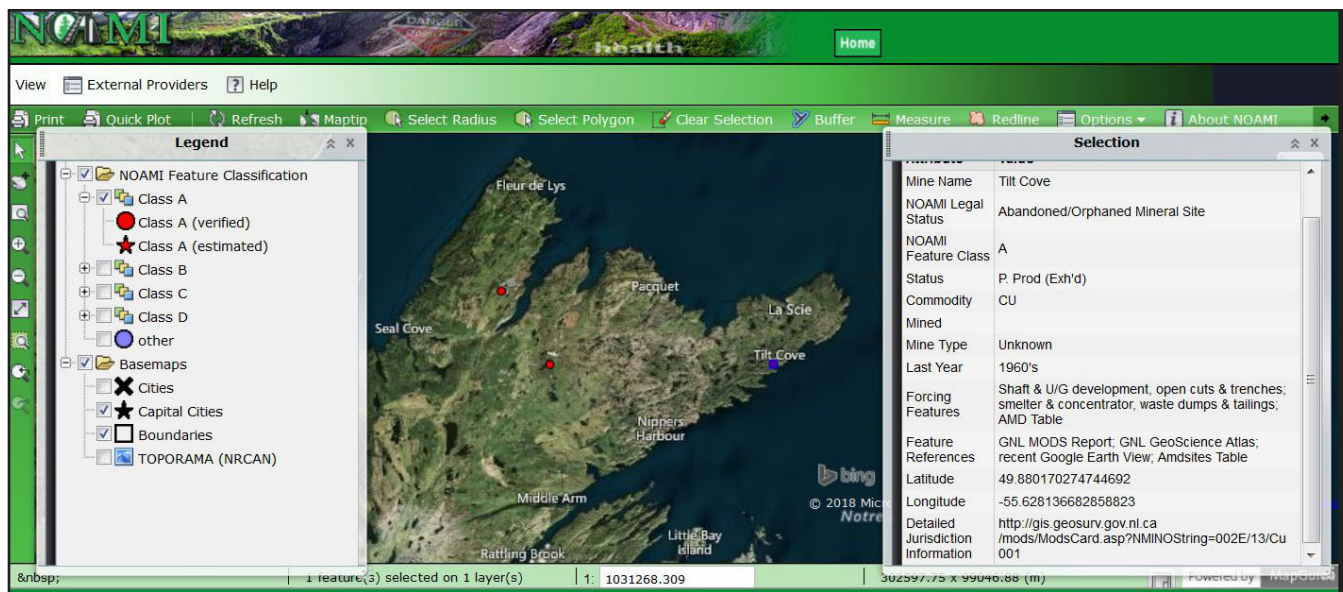 NOAMI
DANGER
health
Home
View External Providers ? Help
Print Quick Plot Refresh Maptip Select Radius Select Polygon Clear Selection Buffer Measure Redline Options i About NOAMI
Legend
NOAMI Feature Classification
Class A
Class A (verified)
Class A (estimated)
Class B
Class C
Class D
other
Basemaps
Cities
Capital Cities
Boundaries
TOPORAMA (NRCAN)
Fleur de Lys
Pacquet
La Scie
Seal Cove
Tilt Cove
Nippers
Harbour
bing
Middle Arm
© 2018 Micr
Notre
Little Bay
Island
Rattling Brook
Selection
Attribute Value
Mine Name Tilt Cove
NOAMI Legal
Status Abandoned/Orphaned Mineral Site
NOAMI
Feature Class A
Status P. Prod (Exh'd)
Commodity CU
Mined
Mine Type Unknown
Last Year 1960's
Forcing
Features
Shaft & U/G development, open cuts & trenches;
smelter & concentrator, waste dumps & tailings;
AMD Table
Feature
References
GNL MODS Report; GNL GeoScience Atlas;
recent Google Earth View; Amdsites Table
Latitude 49.880170274744692
Longitude -55.628136682858823
Detailed
Jurisdiction
Information
http://gis.geosurv.gov.nl.ca
/mods/ModsCard.asp?NMINOString=002E/13/Cu
001
&nbsp; 1 feature(s) selected on 1 layer(s) 1: 1031268.309 302597.75 x 99046.88 (m) Powered by MapGuide